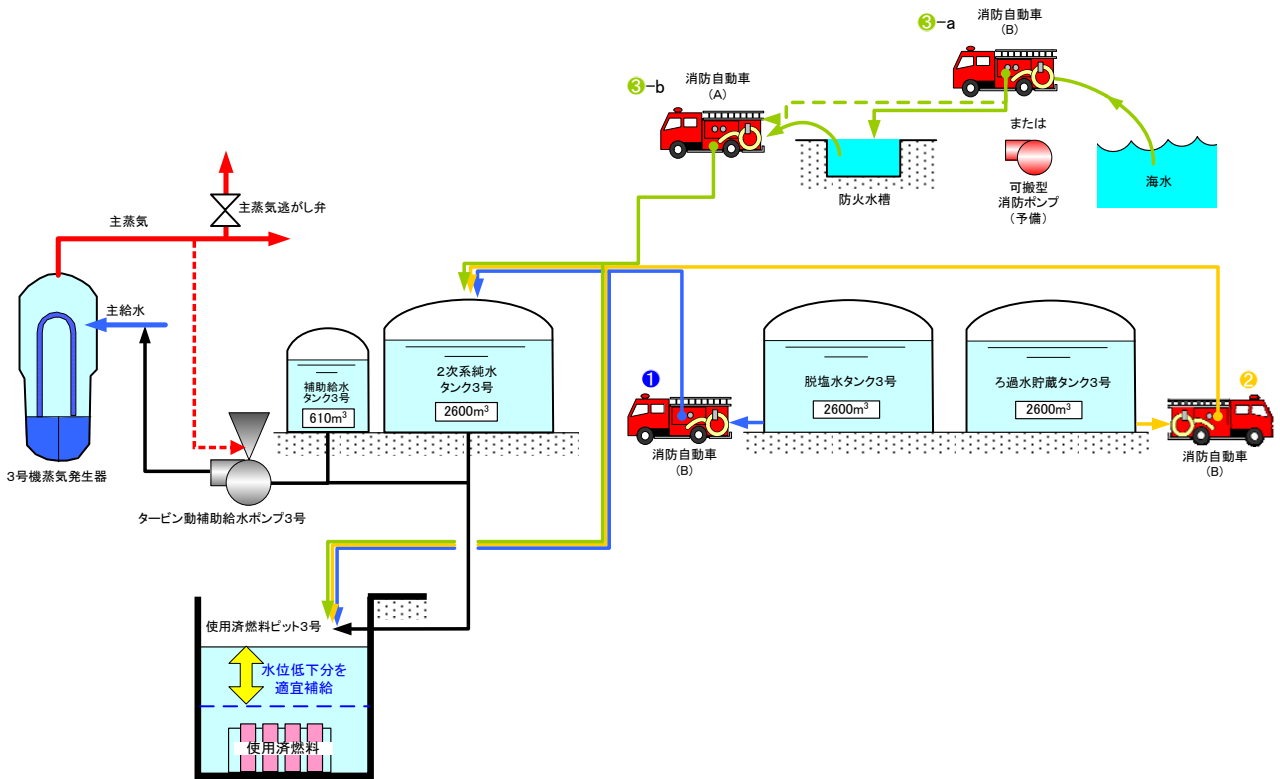 ❸-a
消防自動車
(B)
❸-b
消防自動車
(A)
または
可搬型
消防ポンプ
(予備)
海水
防火水槽
主蒸気
主蒸気逃がし弁
主給水
3号機蒸気発生器
タービン動補助給水ポンプ3号
補助給水
タンク3号
610m³
2次系純水
タンク3号
2600m³
❶
消防自動車
(B)
脱塩水タンク3号
2600m³
ろ過水貯蔵タンク3号
2600m³
❷
消防自動車
(B)
使用済燃料ピット3号
水位低下分を
適宜補給
使用済燃料